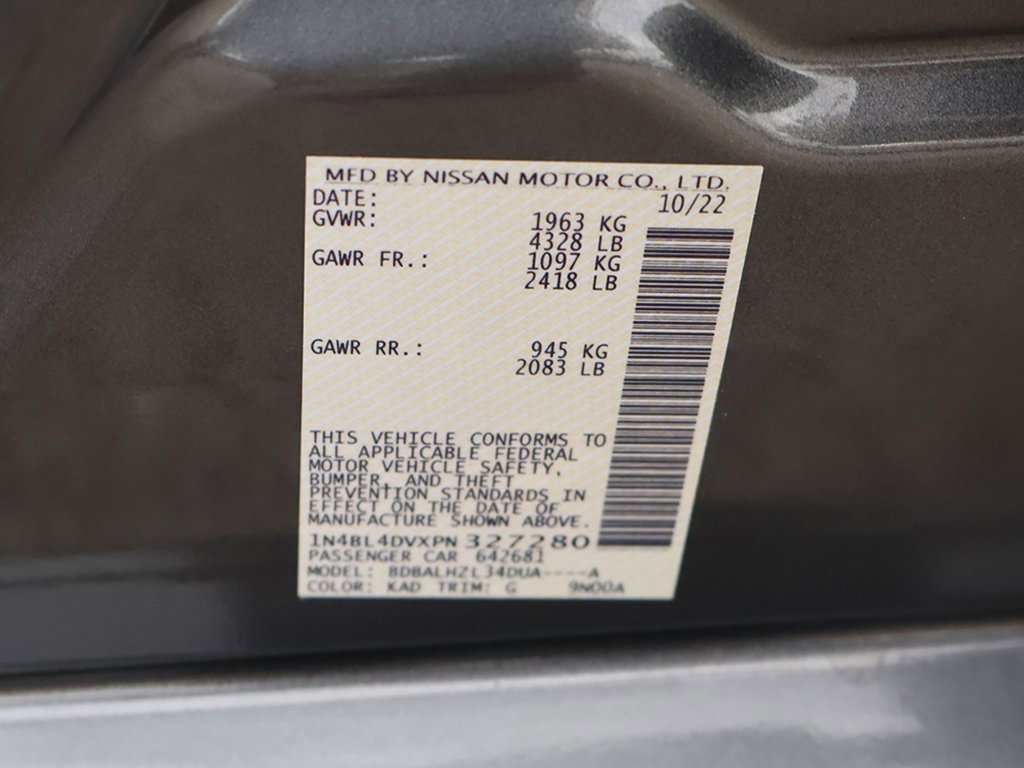 MFD BY NISSAN MOTOR CO., LTD.
DATE: 10/22
GVWR: 1963 KG
4328 LB
GAWR FR.: 1097 KG
2418 LB
GAWR RR.: 945 KG
2083 LB
THIS VEHICLE CONFORMS TO
ALL APPLICABLE FEDERAL
MOTOR VEHICLE SAFETY,
BUMPER, AND THEFT
PREVENTION STANDARDS IN
EFFECT ON THE DATE OF
MANUFACTURE SHOWN ABOVE.
1N4BL4DVXPN327280
PASSENGER CAR 642681
MODEL: BDBALHZL34DUA----A
COLOR: KAD TRIM: G 9N00A